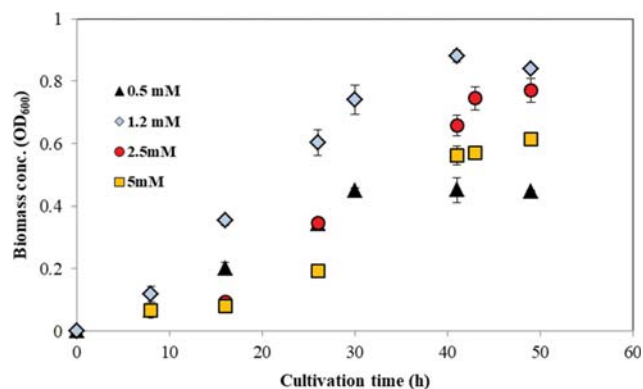 1
0.8
0.6
0.4
0.2
0
0 10 20 30 40 50 60
Biomass conc. (OD₆₀₀)
Cultivation time (h)
0.5 mM
1.2 mM
2.5mM
5mM